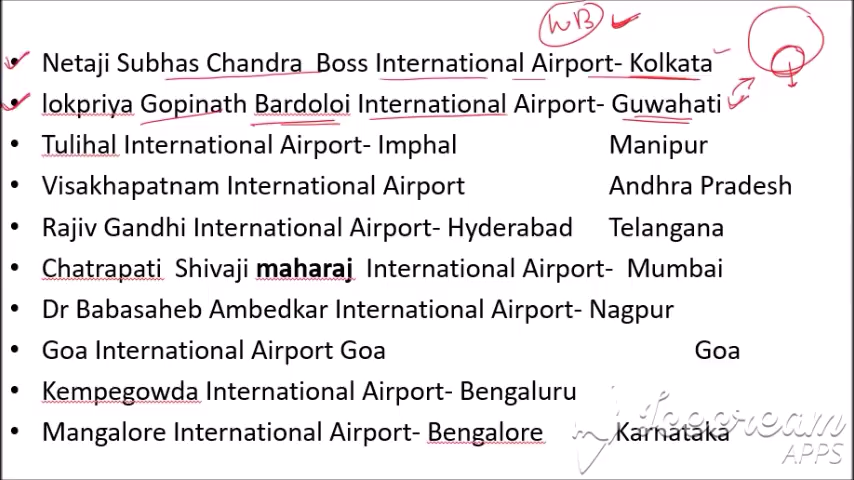 WB
• Netaji Subhas Chandra Boss International Airport- Kolkata
• lokpriya Gopinath Bardoloi International Airport- Guwahati
• Tulihal International Airport- Imphal Manipur
• Visakhapatnam International Airport Andhra Pradesh
• Rajiv Gandhi International Airport- Hyderabad Telangana
• Chatrapati Shivaji maharaj International Airport- Mumbai
• Dr Babasaheb Ambedkar International Airport- Nagpur
• Goa International Airport Goa Goa
• Kempegowda International Airport- Bengaluru
• Mangalore International Airport- Bengalore Karnataka
APPS